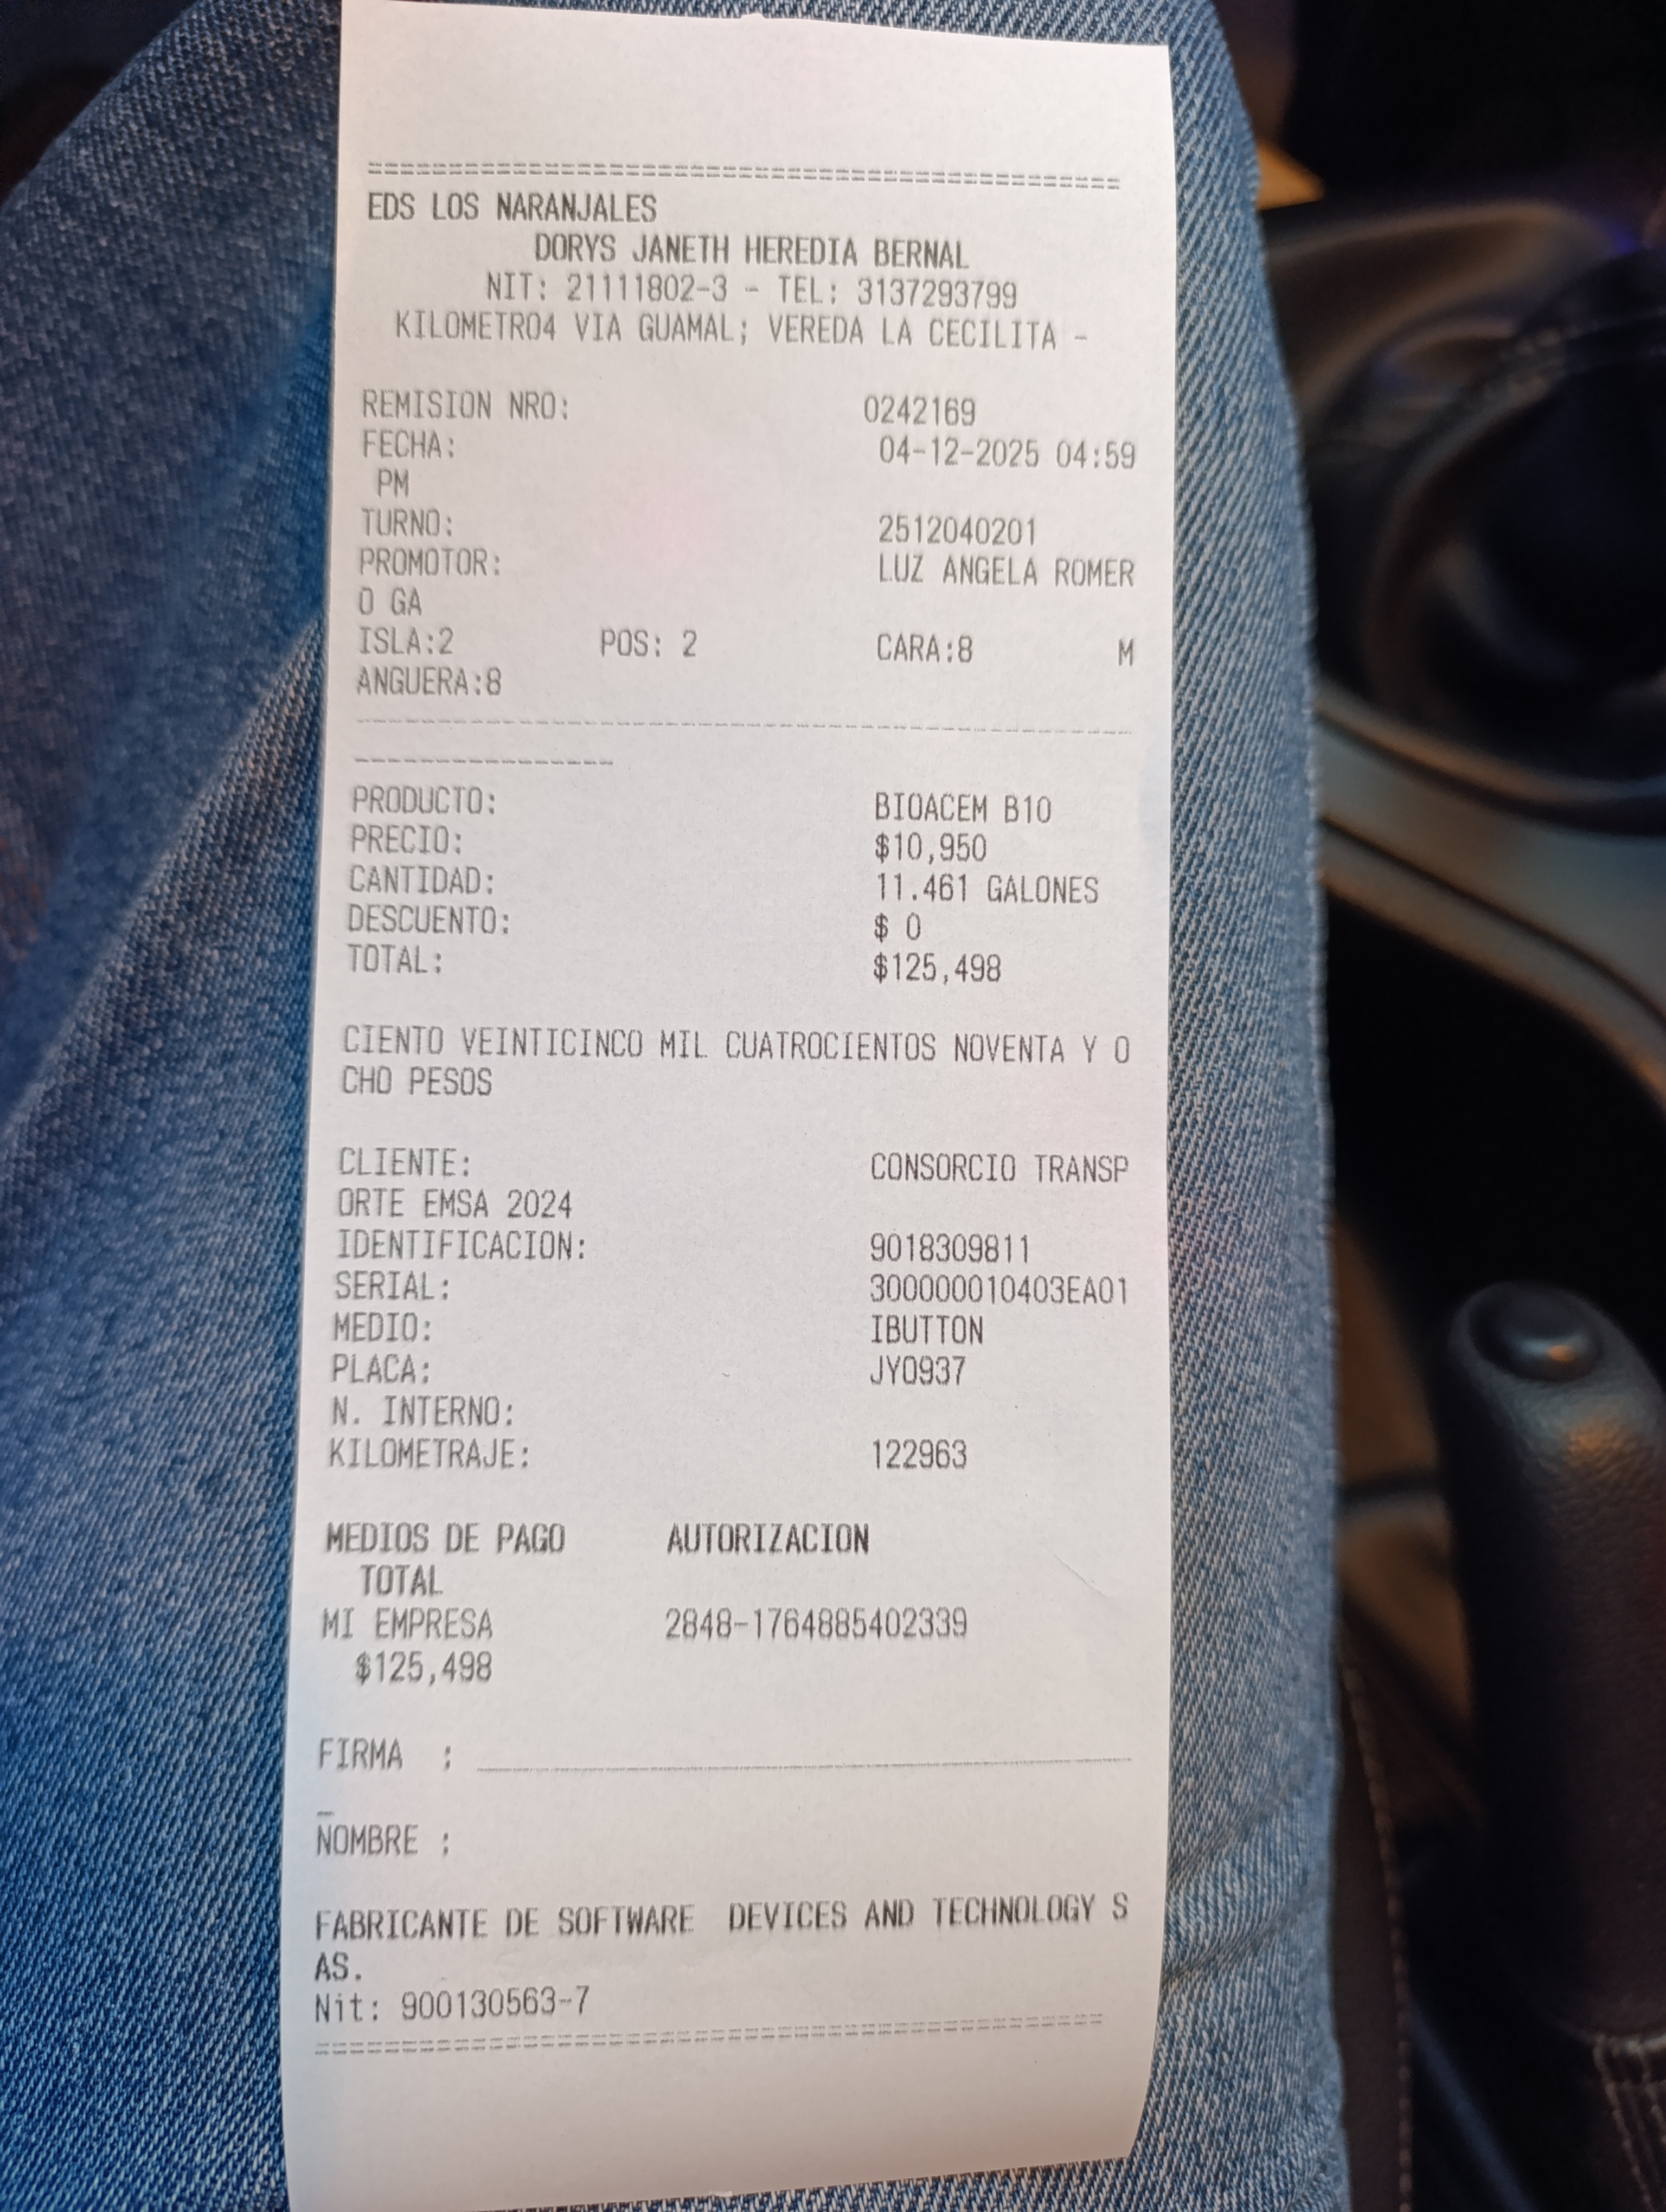 EDS LOS NARANJALES
DORYS JANETH HEREDIA BERNAL
NIT: 21111802-3 - TEL: 3137293799
KILOMETRO4 VIA GUAMAL; VEREDA LA CECILITA -
REMISION NRO: 0242169
FECHA: 04-12-2025 04:59
PM
TURNO: 2512040201
PROMOTOR: LUZ ANGELA ROMER
O GA
ISLA:2 POS: 2 CARA:8 M
ANGUERA:8
PRODUCTO: BIOACEM B10
PRECIO: $10,950
CANTIDAD: 11.461 GALONES
DESCUENTO: $ 0
TOTAL: $125,498
CIENTO VEINTICINCO MIL CUATROCIENTOS NOVENTA Y O
CHO PESOS
CLIENTE: CONSORCIO TRANSP
ORTE EMSA 2024
IDENTIFICACION: 9018309811
SERIAL: 300000010403EA01
MEDIO: IBUTTON
PLACA: JYO937
N. INTERNO:
KILOMETRAJE: 122963
MEDIOS DE PAGO AUTORIZACION
TOTAL
MI EMPRESA 2848-1764885402339
$125,498
FIRMA :
NOMBRE :
FABRICANTE DE SOFTWARE DEVICES AND TECHNOLOGY S
AS.
Nit: 900130563-7